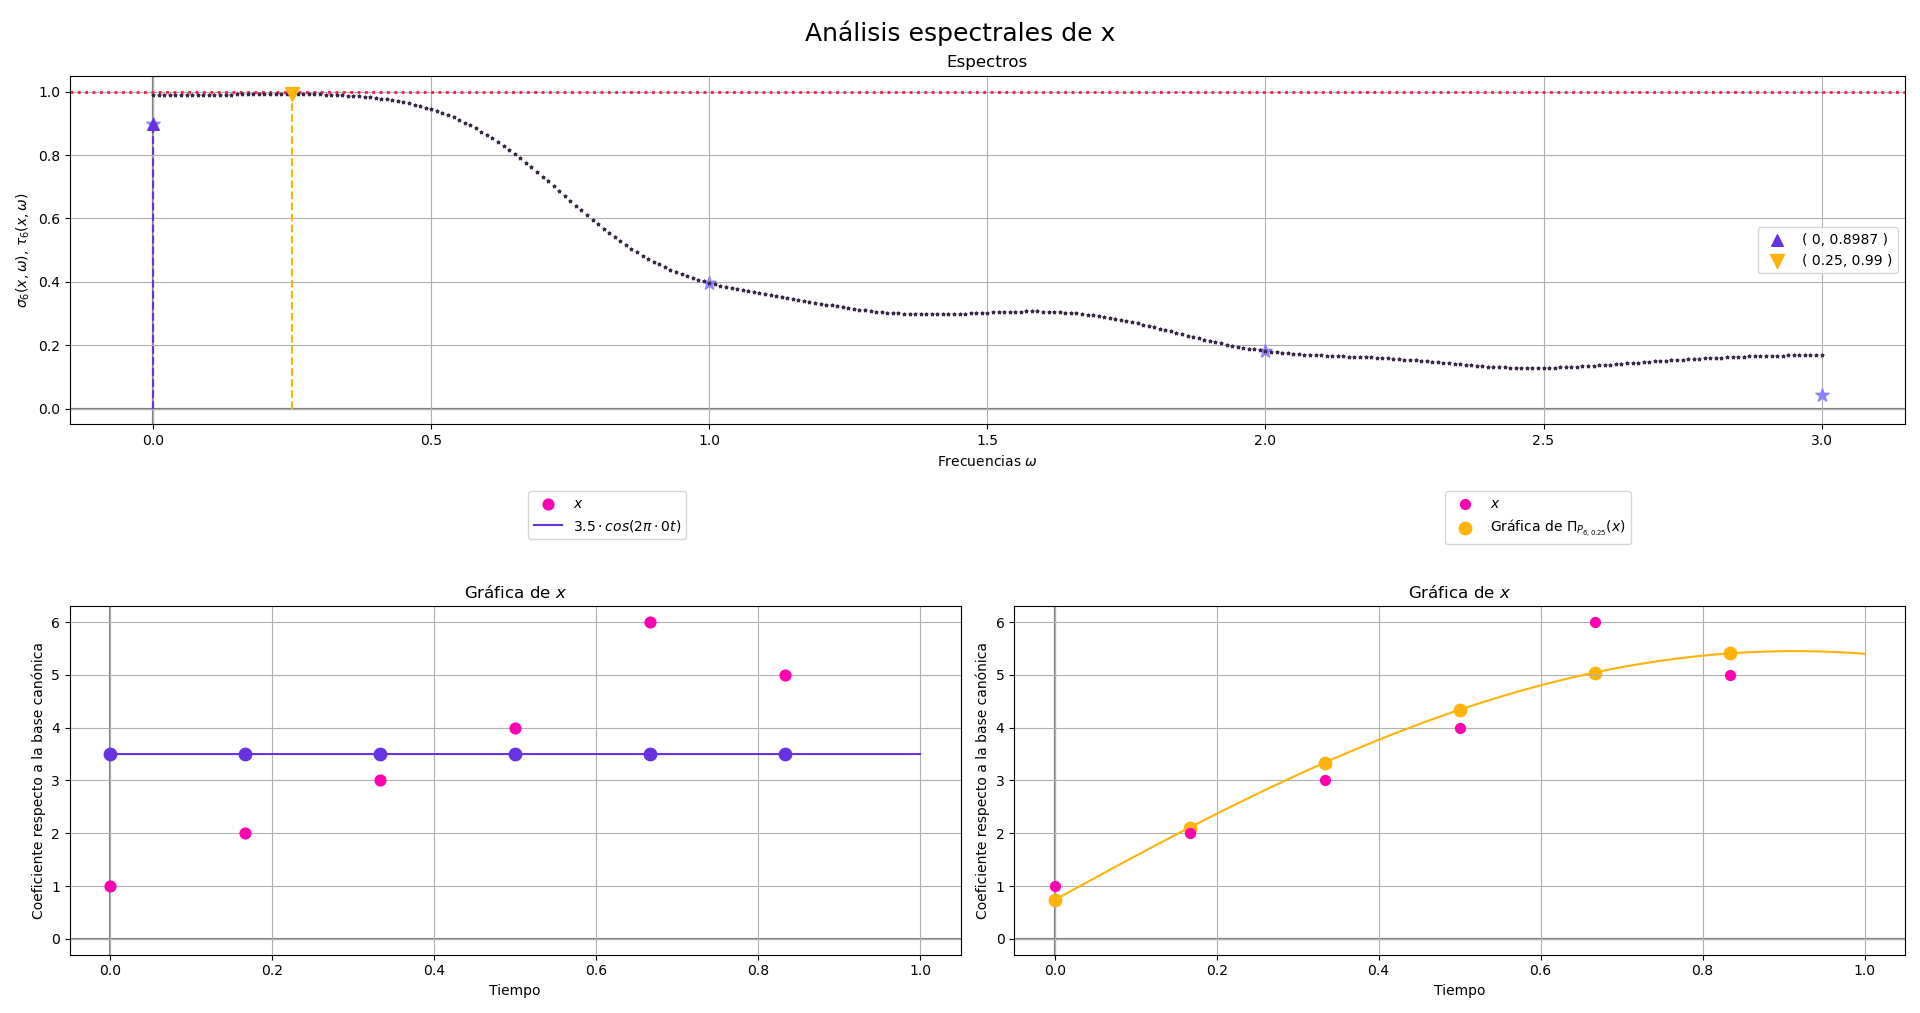 Análisis espectrales de x
Espectros
σ₆(x, ω), τ₆(x, ω)
1.0
0.8
0.6
0.4
0.2
0.0
( 0, 0.8987 )
( 0.25, 0.99 )
0.0 0.5 1.0 1.5 2.0 2.5 3.0
Frecuencias ω
x
3.5 · cos(2π · 0t)
x
Gráfica de Π_{P_{6, 0.25}}(x)
Gráfica de x
Coeficiente respecto a la base canónica
6
5
4
3
2
1
0
0.0 0.2 0.4 0.6 0.8 1.0
Tiempo
Gráfica de x
Coeficiente respecto a la base canónica
6
5
4
3
2
1
0
0.0 0.2 0.4 0.6 0.8 1.0
Tiempo